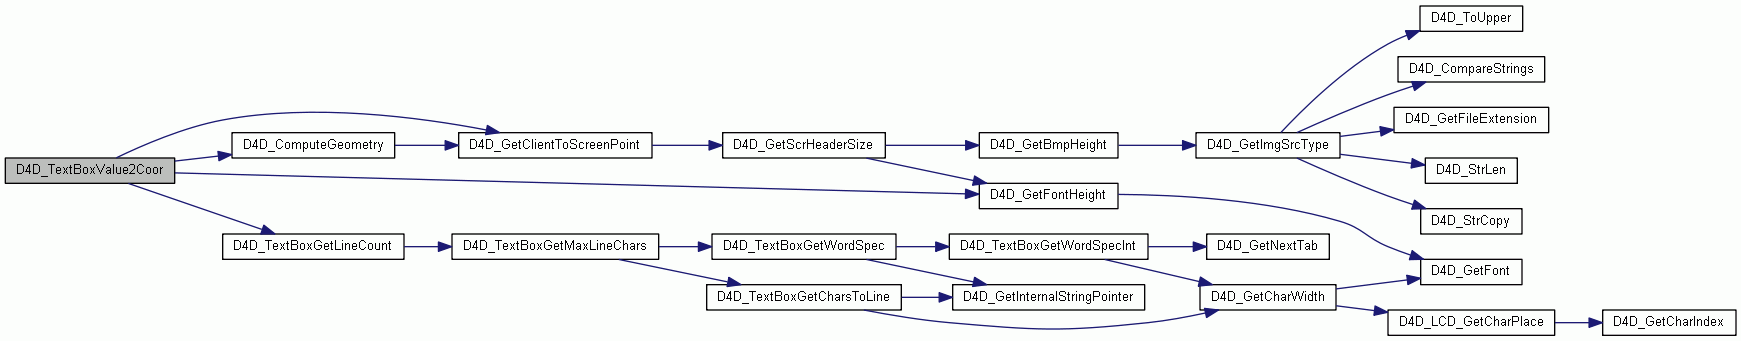 D4D_ToUpper
D4D_CompareStrings
D4D_GetFileExtension
D4D_ComputeGeometry
D4D_GetClientToScreenPoint
D4D_GetScrHeaderSize
D4D_GetBmpHeight
D4D_GetImgSrcType
D4D_TextBoxValue2Coor
D4D_StrLen
D4D_GetFontHeight
D4D_StrCopy
D4D_TextBoxGetLineCount
D4D_TextBoxGetMaxLineChars
D4D_TextBoxGetWordSpec
D4D_TextBoxGetWordSpecInt
D4D_GetNextTab
D4D_GetFont
D4D_TextBoxGetCharsToLine
D4D_GetInternalStringPointer
D4D_GetCharWidth
D4D_LCD_GetCharPlace
D4D_GetCharIndex